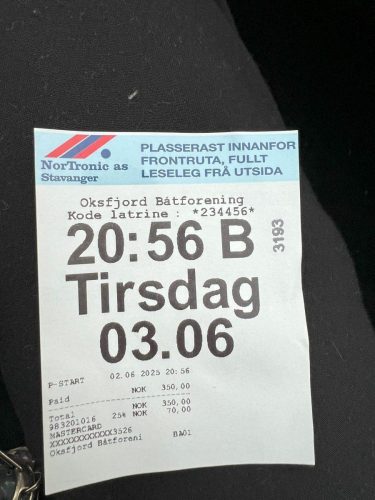 NorTronic as
Stavanger
PLASSERAST INNANFOR
FRONTRUTA, FULLT
LESELEG FRÅ UTSIDA
Oksfjord Båtforening
Kode latrine : *234456*
20:56 B
3193
Tirsdag
03.06
P-START 02.06 2025 20:56
Paid NOK 350,00
Total NOK 350,00
983201016 25% NOK 70,00
MASTERCARD
XXXXXXXXXXXX3526
Oksfjord Båtforeni BA01